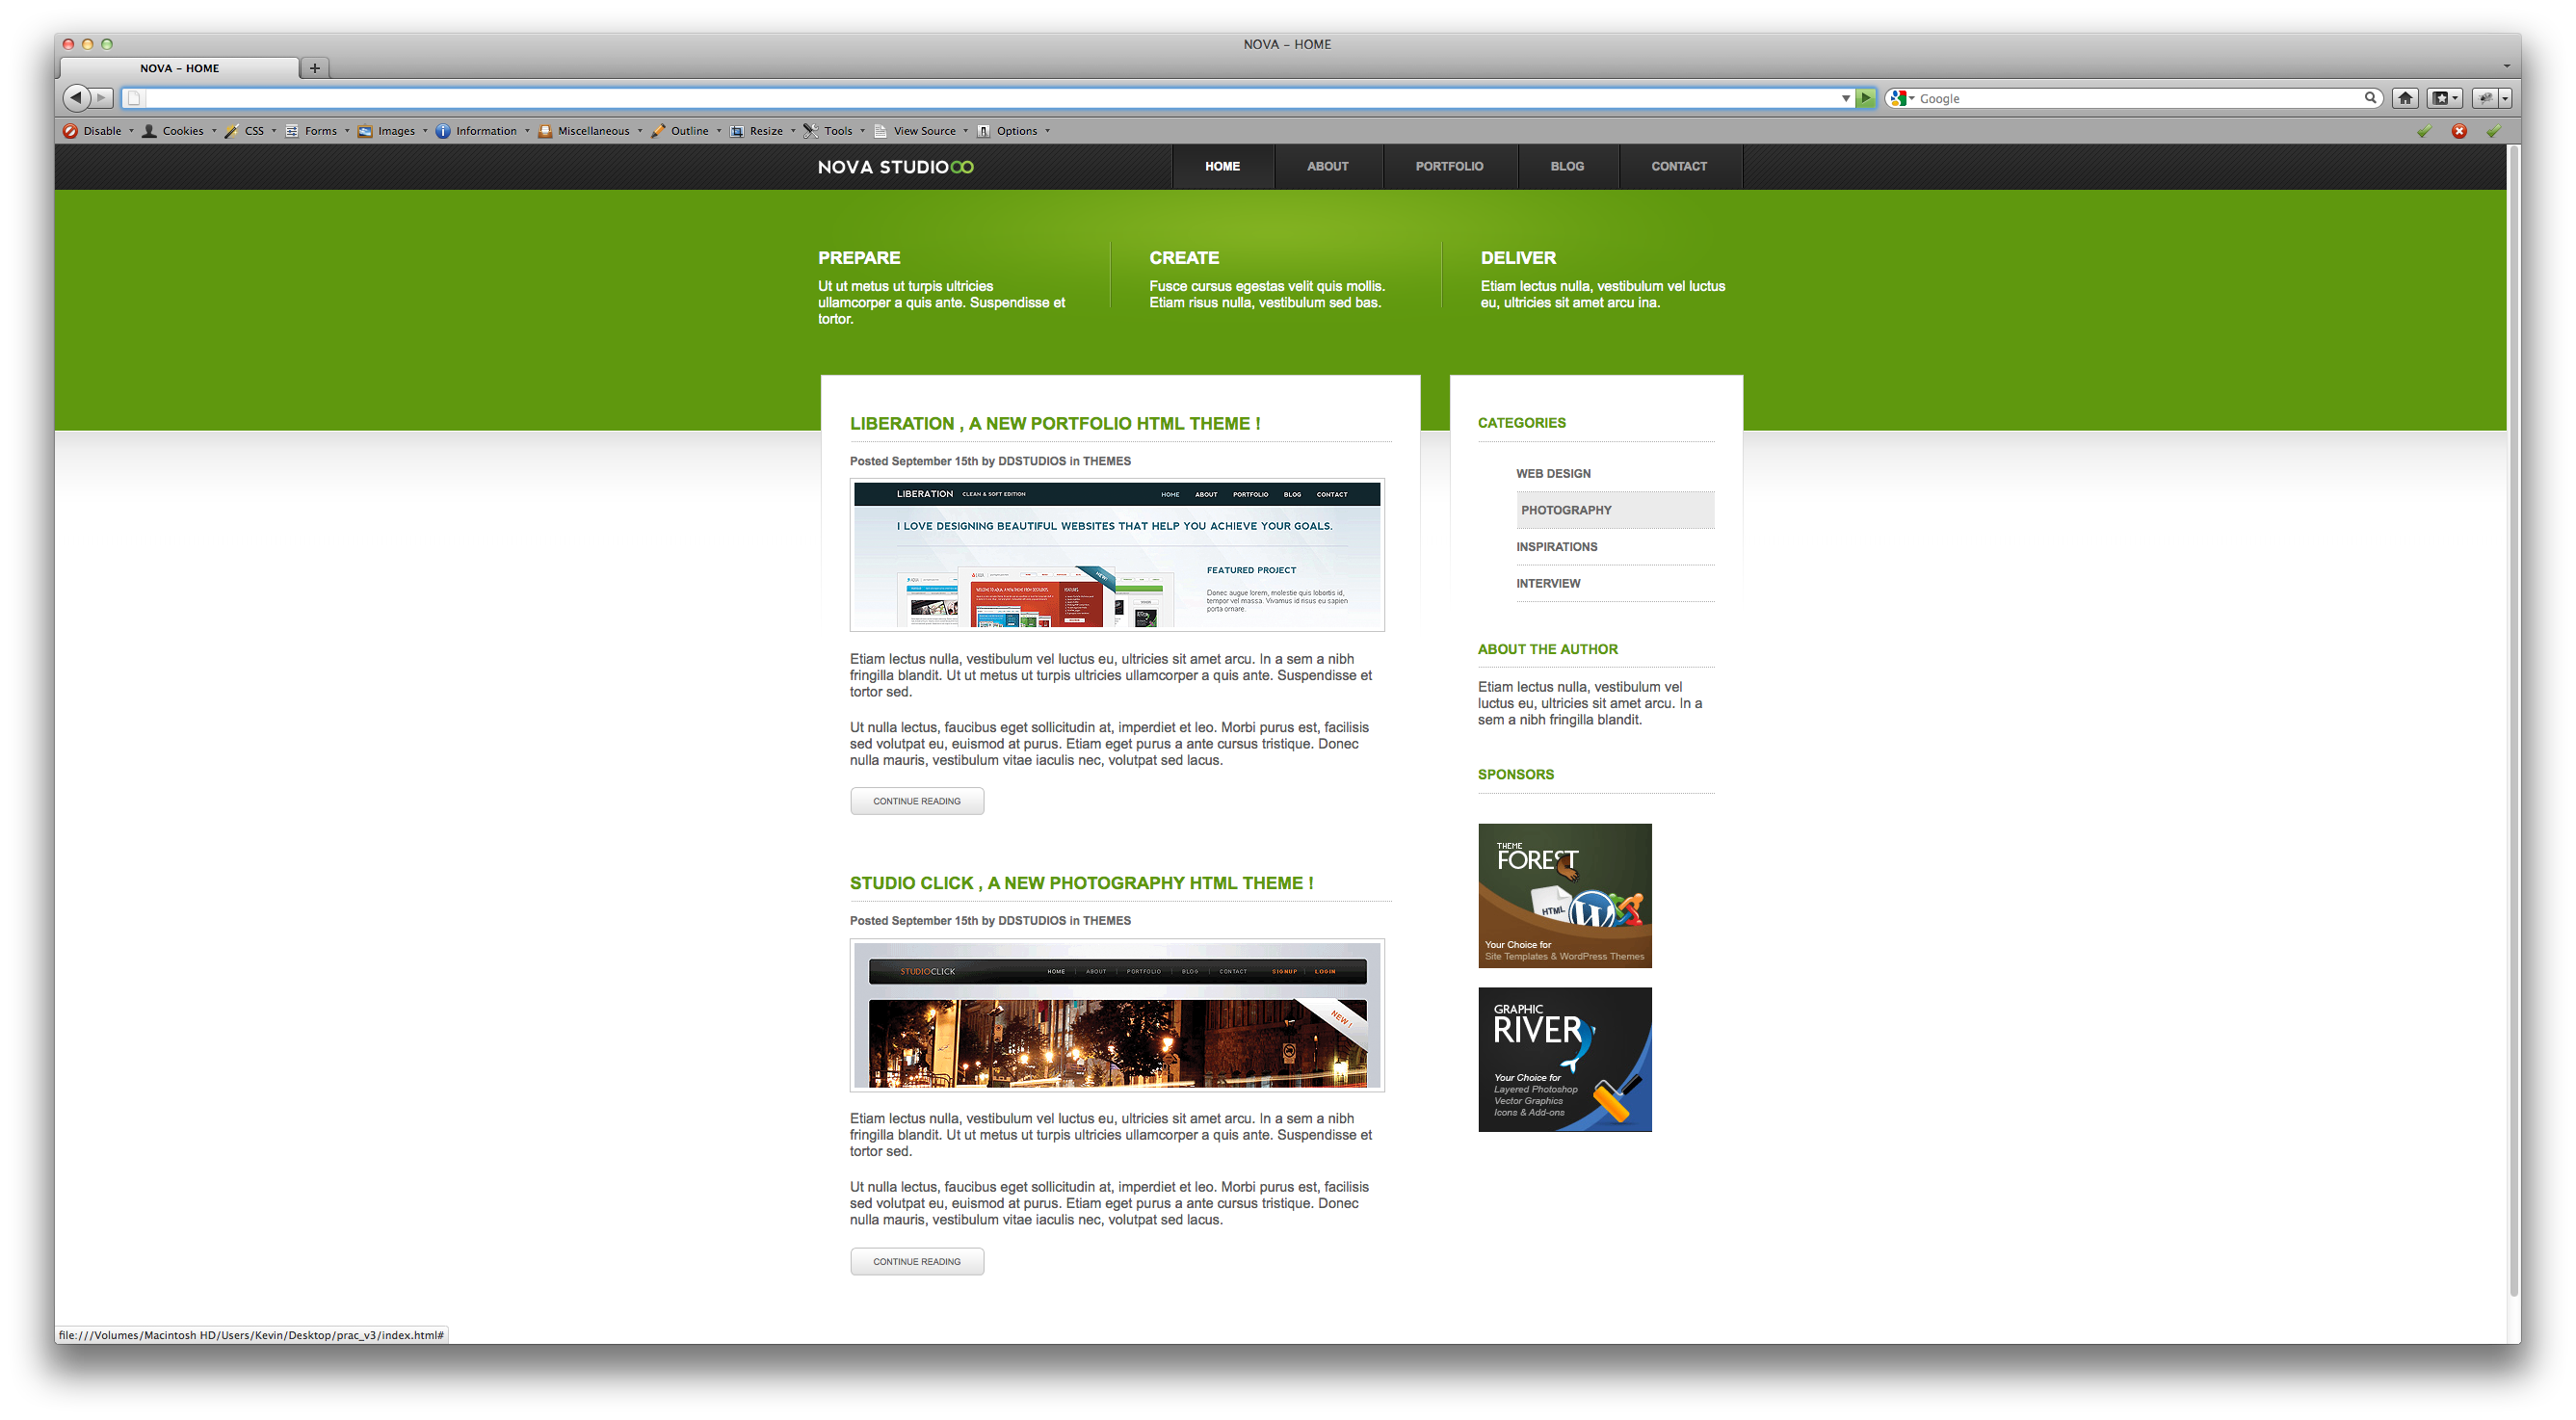 NOVA – HOME
NOVA – HOME
Google
Disable Cookies CSS Forms Images Information Miscellaneous Outline Resize Tools View Source Options
NOVA STUDIO
HOME ABOUT PORTFOLIO BLOG CONTACT
PREPARE
Ut ut metus ut turpis ultricies
ullamcorper a quis ante. Suspendisse et
tortor.
CREATE
Fusce cursus egestas velit quis mollis.
Etiam risus nulla, vestibulum sed bas.
DELIVER
Etiam lectus nulla, vestibulum vel luctus
eu, ultricies sit amet arcu ina.
LIBERATION , A NEW PORTFOLIO HTML THEME !
Posted September 15th by DDSTUDIOS in THEMES
LIBERATION CLEAN & SOFT EDITION HOME ABOUT PORTFOLIO BLOG CONTACT
I LOVE DESIGNING BEAUTIFUL WEBSITES THAT HELP YOU ACHIEVE YOUR GOALS.
NEW!
FEATURED PROJECT
Donec augue lorem, molestie quis lobortis id,
tempor vel massa. Vivamus id risus eu sapien
porta ornare.
Etiam lectus nulla, vestibulum vel luctus eu, ultricies sit amet arcu. In a sem a nibh
fringilla blandit. Ut ut metus ut turpis ultricies ullamcorper a quis ante. Suspendisse et
tortor sed.
Ut nulla lectus, faucibus eget sollicitudin at, imperdiet et leo. Morbi purus est, facilisis
sed volutpat eu, euismod at purus. Etiam eget purus a ante cursus tristique. Donec
nulla mauris, vestibulum vitae iaculis nec, volutpat sed lacus.
CONTINUE READING
STUDIO CLICK , A NEW PHOTOGRAPHY HTML THEME !
Posted September 15th by DDSTUDIOS in THEMES
STUDIOCLICK HOME ABOUT PORTFOLIO BLOG CONTACT SIGNUP LOGIN
NEW !
Etiam lectus nulla, vestibulum vel luctus eu, ultricies sit amet arcu. In a sem a nibh
fringilla blandit. Ut ut metus ut turpis ultricies ullamcorper a quis ante. Suspendisse et
tortor sed.
Ut nulla lectus, faucibus eget sollicitudin at, imperdiet et leo. Morbi purus est, facilisis
sed volutpat eu, euismod at purus. Etiam eget purus a ante cursus tristique. Donec
nulla mauris, vestibulum vitae iaculis nec, volutpat sed lacus.
CONTINUE READING
CATEGORIES
WEB DESIGN
PHOTOGRAPHY
INSPIRATIONS
INTERVIEW
ABOUT THE AUTHOR
Etiam lectus nulla, vestibulum vel
luctus eu, ultricies sit amet arcu. In a
sem a nibh fringilla blandit.
SPONSORS
THEME
FOREST
HTML
Your Choice for
Site Templates & WordPress Themes
GRAPHIC
RIVER
Your Choice for
Layered Photoshop
Vector Graphics
Icons & Add-ons
file:///Volumes/Macintosh HD/Users/Kevin/Desktop/prac_v3/index.html#